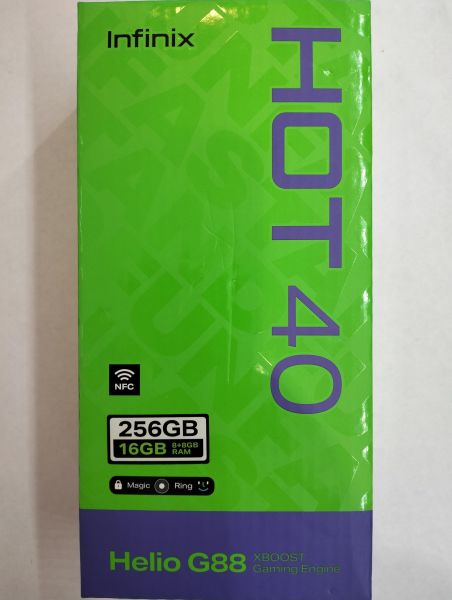 Infinix
HOT 40
NFC
256GB
16GB 8+8GB RAM
Magic Ring
Helio G88 XBOOST
Gaming Engine